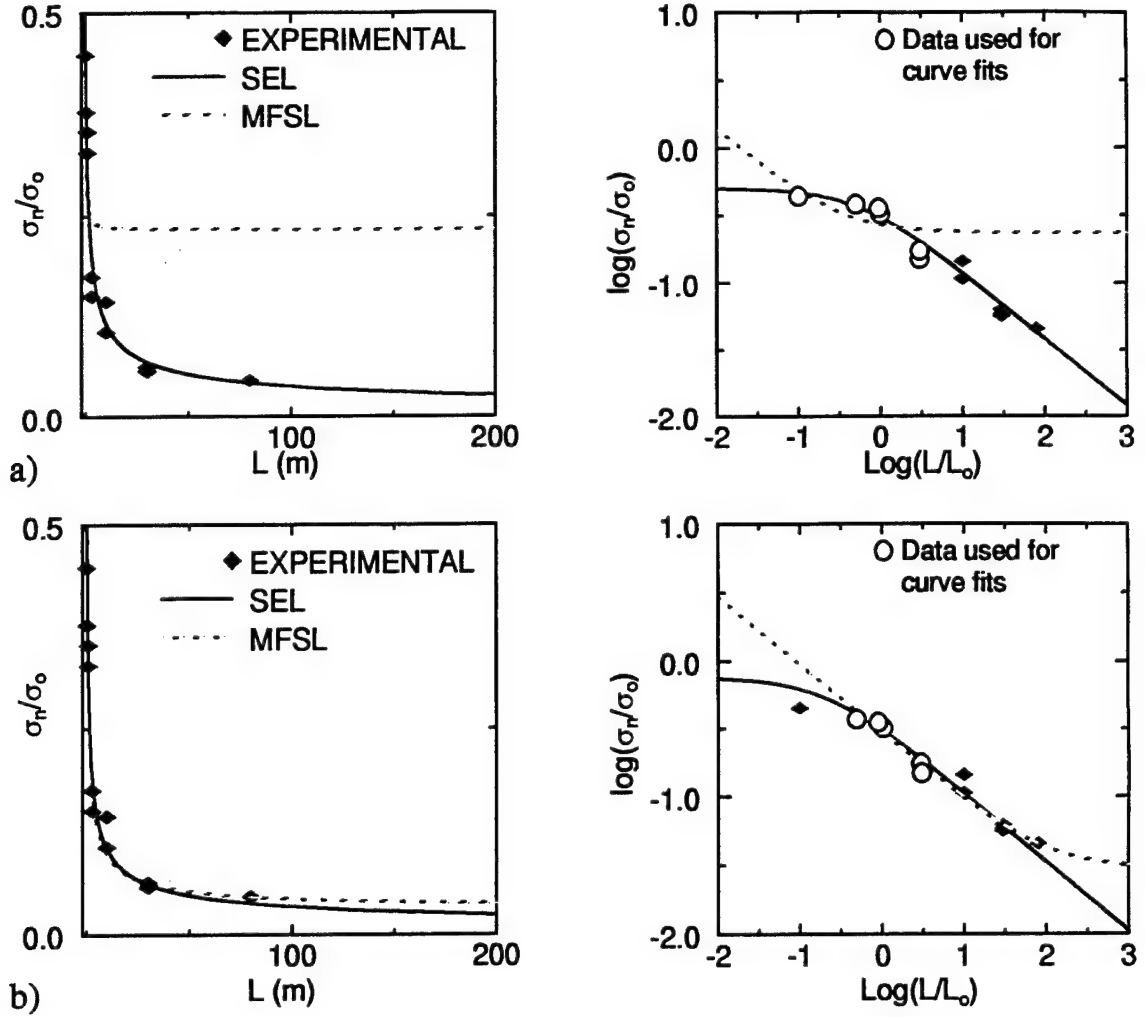 0.5
EXPERIMENTAL
SEL
MFSL
σn/σo
0.0
100
200
L (m)
a)
1.0
Data used for
curve fits
0.0
log(σn/σo)
-1.0
-2.0
-2
-1
0
1
2
3
Log(L/Lo)
0.5
EXPERIMENTAL
SEL
MFSL
σn/σo
0.0
0
100
200
L (m)
b)
1.0
Data used for
curve fits
0.0
log(σn/σo)
-1.0
-2.0
-2
-1
0
1
2
3
Log(L/Lo)